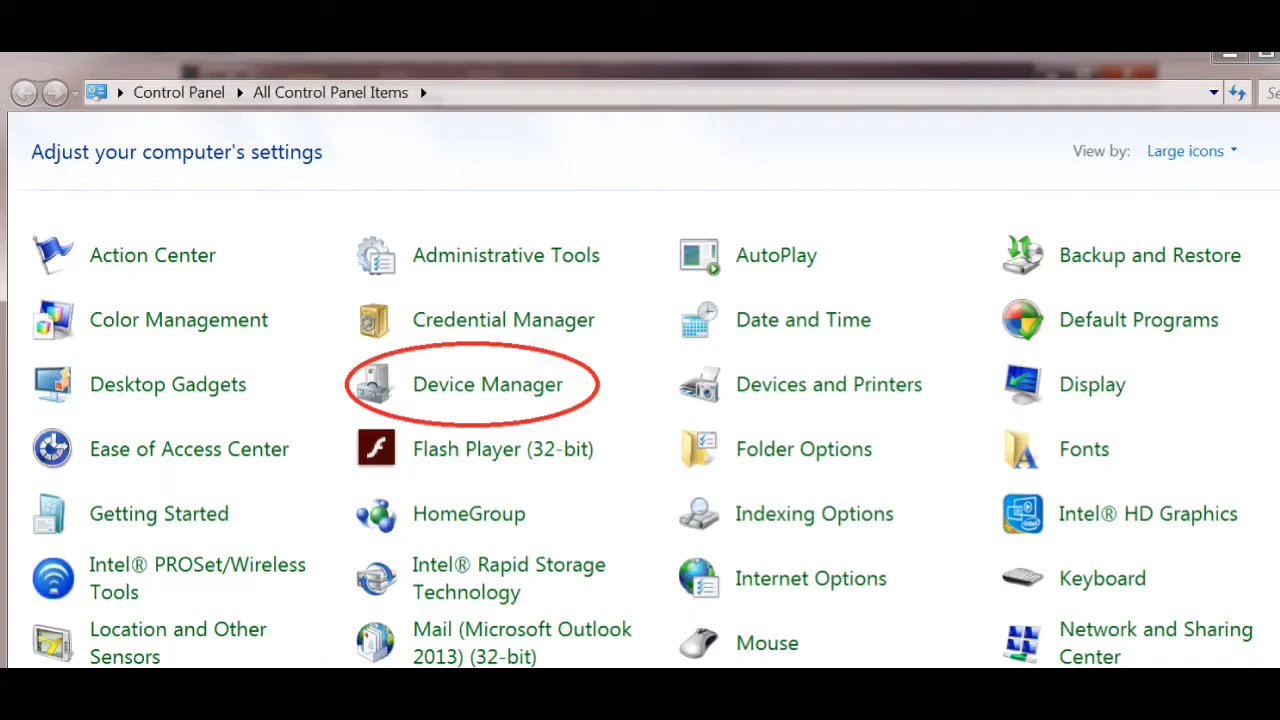 Control Panel All Control Panel Items
Adjust your computer's settings
View by: Large icons
Action Center Administrative Tools AutoPlay Backup and Restore
Color Management Credential Manager Date and Time Default Programs
Desktop Gadgets Device Manager Devices and Printers Display
Ease of Access Center Flash Player (32-bit) Folder Options Fonts
Getting Started HomeGroup Indexing Options Intel® HD Graphics
Intel® PROSet/Wireless
Tools
Intel® Rapid Storage
Technology
Internet Options
Keyboard
Location and Other
Sensors
Mail (Microsoft Outlook
2013) (32-bit)
Mouse
Network and Sharing
Center